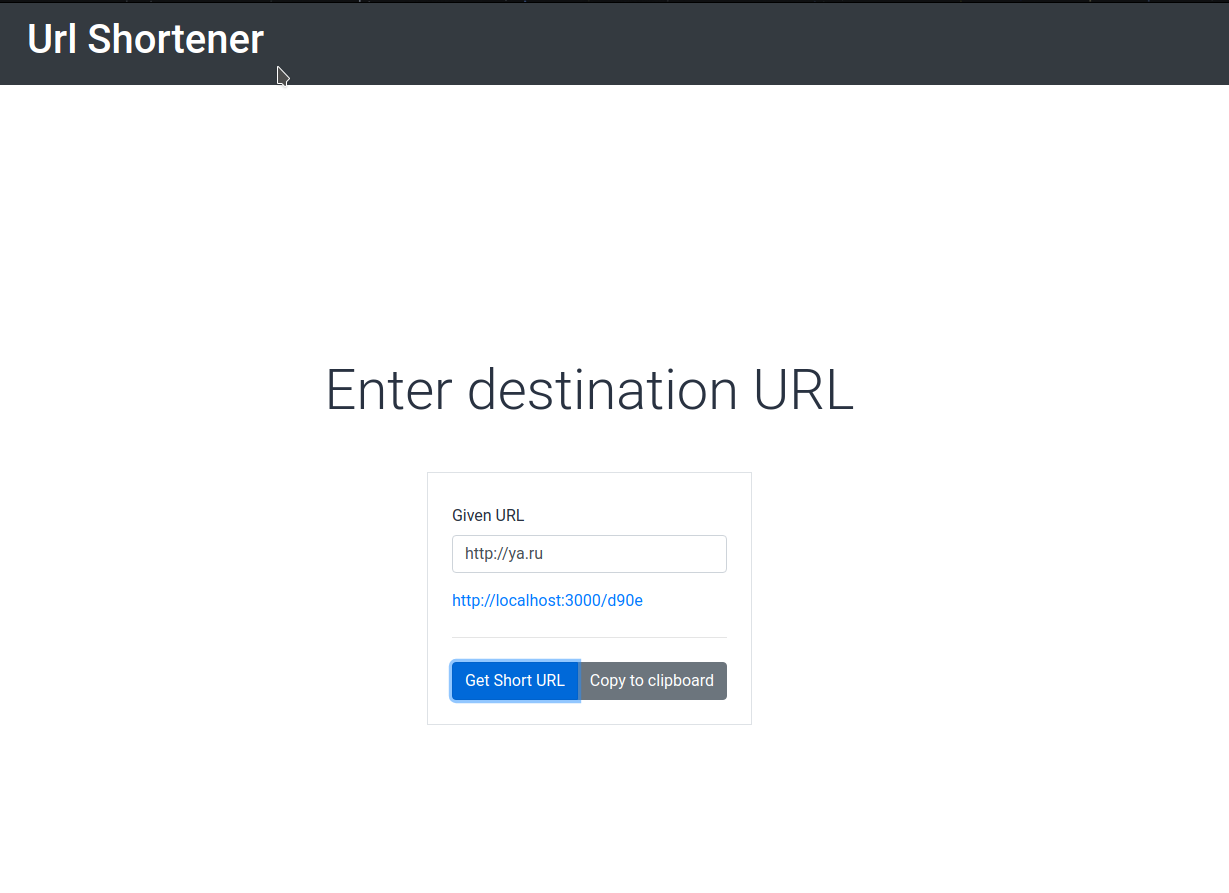 Url Shortener
Enter destination URL
Given URL
http://ya.ru
http://localhost:3000/d90e
Get Short URL Copy to clipboard